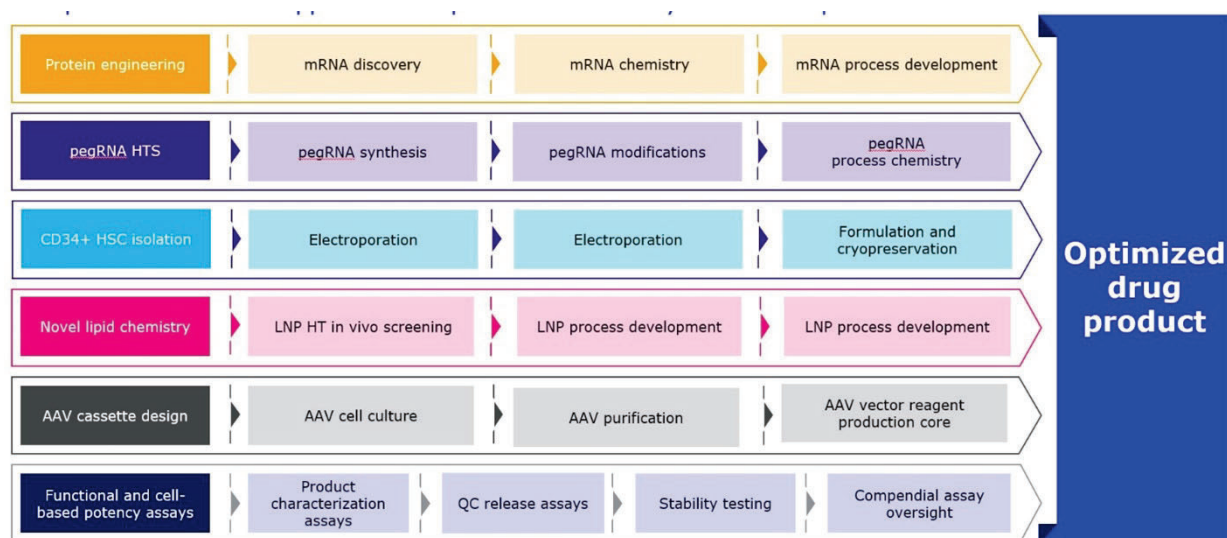 Protein engineering
mRNA discovery
mRNA chemistry
mRNA process development
pegRNA HTS
pegRNA synthesis
pegRNA modifications
pegRNA
process chemistry
CD34+ HSC isolation
Electroporation
Electroporation
Formulation and
cryopreservation
Novel lipid chemistry
LNP HT in vivo screening
LNP process development
LNP process development
AAV cassette design
AAV cell culture
AAV purification
AAV vector reagent
production core
Functional and cell-
based potency assays
Product
characterization
assays
QC release assays
Stability testing
Compendial assay
oversight
Optimized
drug
product